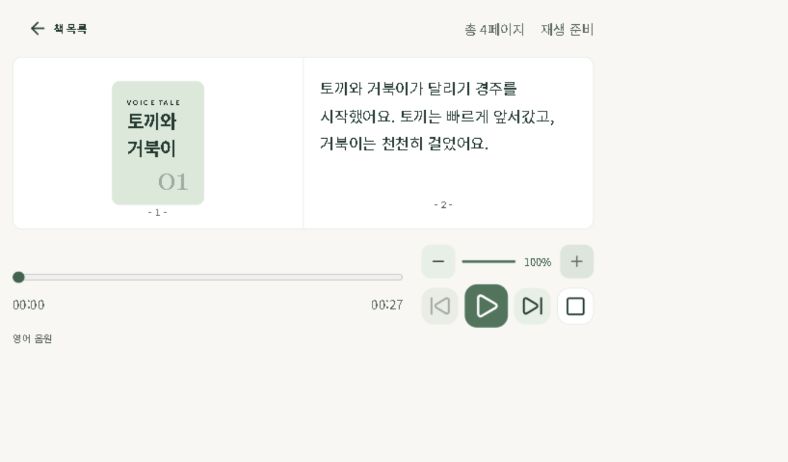 책 목록
총 4페이지
재생 준비
VOICE TALE
토끼와
거북이
01
- 1 -
토끼와 거북이가 달리기 경주를
시작했어요. 토끼는 빠르게 앞서갔고,
거북이는 천천히 걸었어요.
- 2 -
100%
00:00
00:27
영어 음원